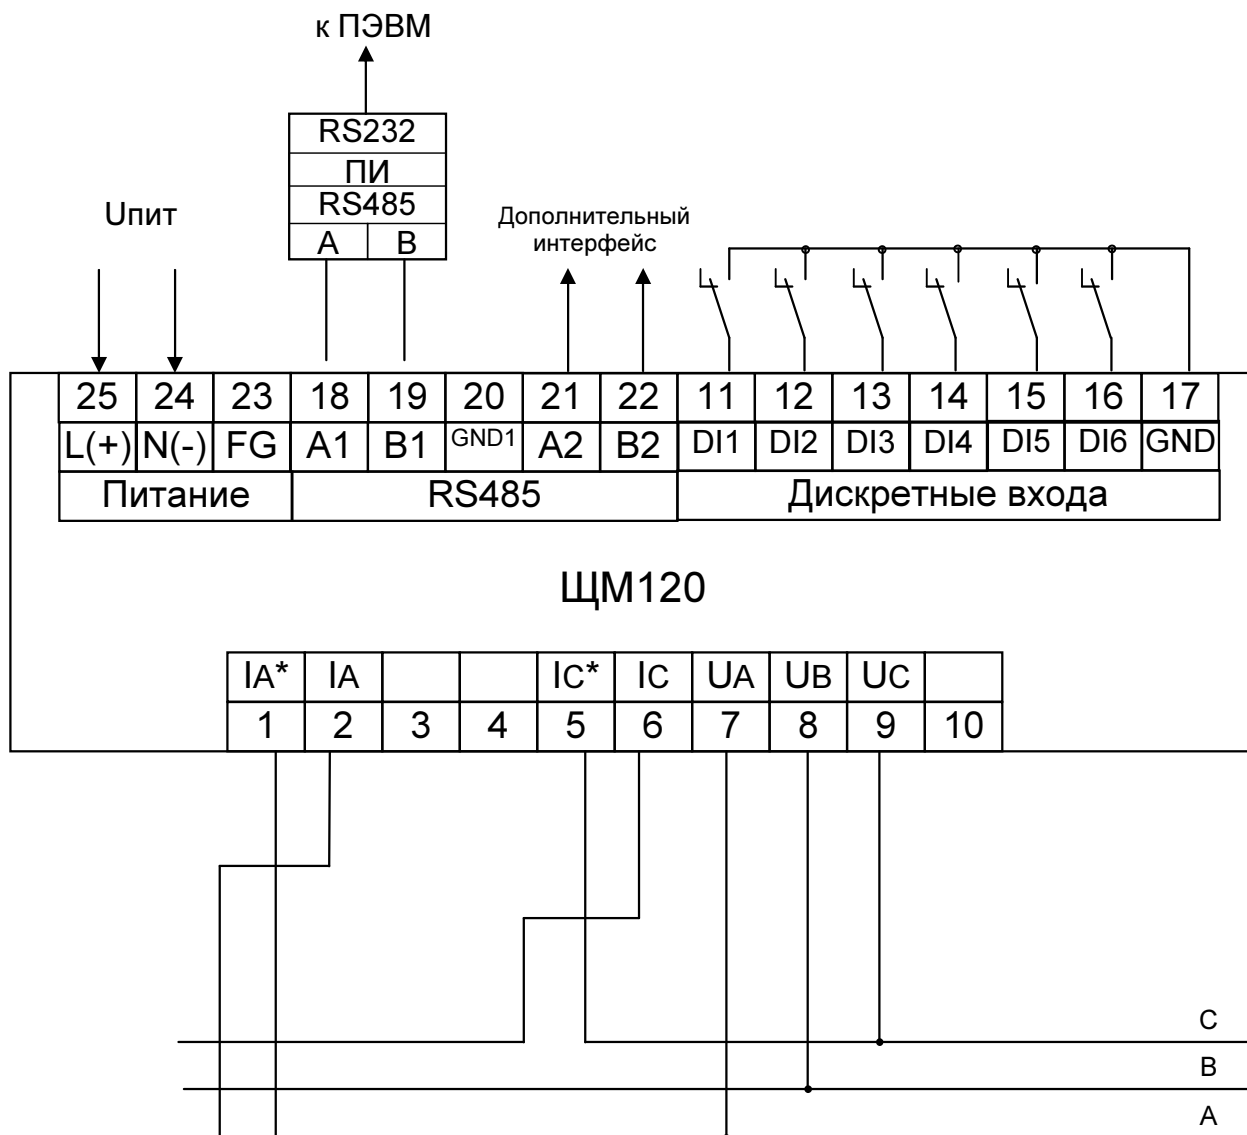 к ПЭВМ
RS232
ПИ
RS485
A B
Uпит
Дополнительный
интерфейс
25 24 23 18 19 20 21 22 11 12 13 14 15 16 17
L(+) N(-) FG A1 B1 GND1 A2 B2 DI1 DI2 DI3 DI4 DI5 DI6 GND
Питание RS485 Дискретные входа
ЩМ120
IA* IA IC* IC UA UB UC
1 2 3 4 5 6 7 8 9 10
C
B
A